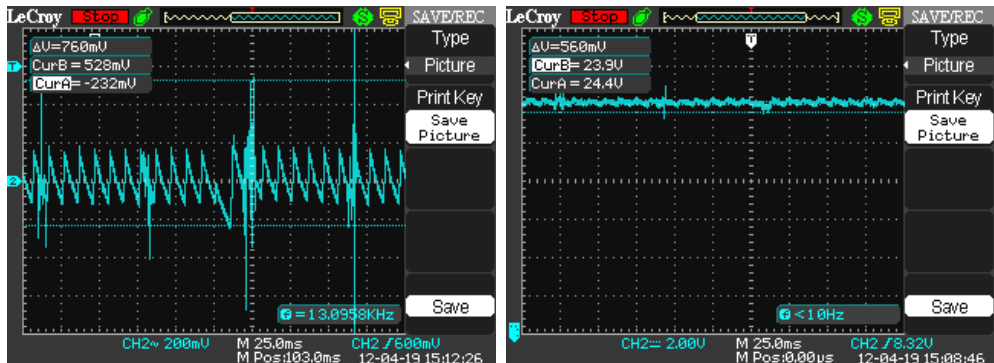 LeCroy Stop SAVE/REC
ΔV=760mV
CurB = 528mV
CurA = -232mV
Type
Picture
Print Key
Save
Picture
Save
T
2
=13.0958KHz
CH2~ 200mV M 25.0ms CH2 600mV
M Pos:103.0ms 12-04-19 15:12:26
LeCroy Stop SAVE/REC
T
ΔV=560mV
CurB = 23.9V
CurA = 24.4V
Type
Picture
Print Key
Save
Picture
Save
<10Hz
CH2 2.00V M 25.0ms CH2 8.32V
M Pos:0.00μs 12-04-19 15:08:46